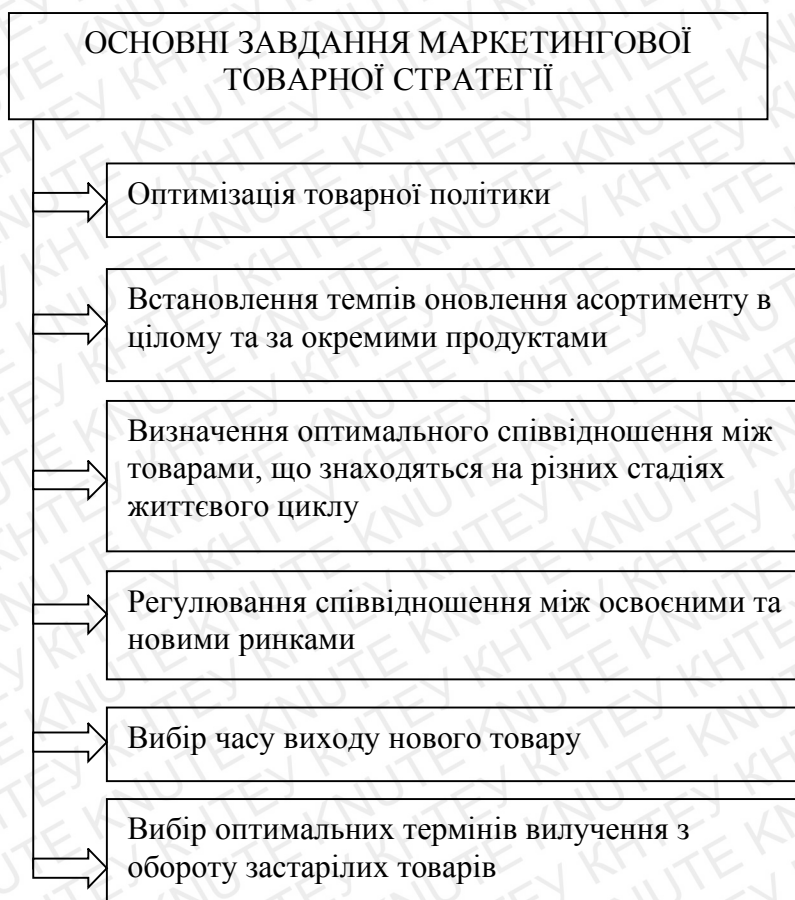 ОСНОВНІ ЗАВДАННЯ МАРКЕТИНГОВОЇ
ТОВАРНОЇ СТРАТЕГІЇ
Оптимізація товарної політики
Встановлення темпів оновлення асортименту в
цілому та за окремими продуктами
Визначення оптимального співвідношення між
товарами, що знаходяться на різних стадіях
життєвого циклу
Регулювання співвідношення між освоєними та
новими ринками
Вибір часу виходу нового товару
Вибір оптимальних термінів вилучення з
обороту застарілих товарів